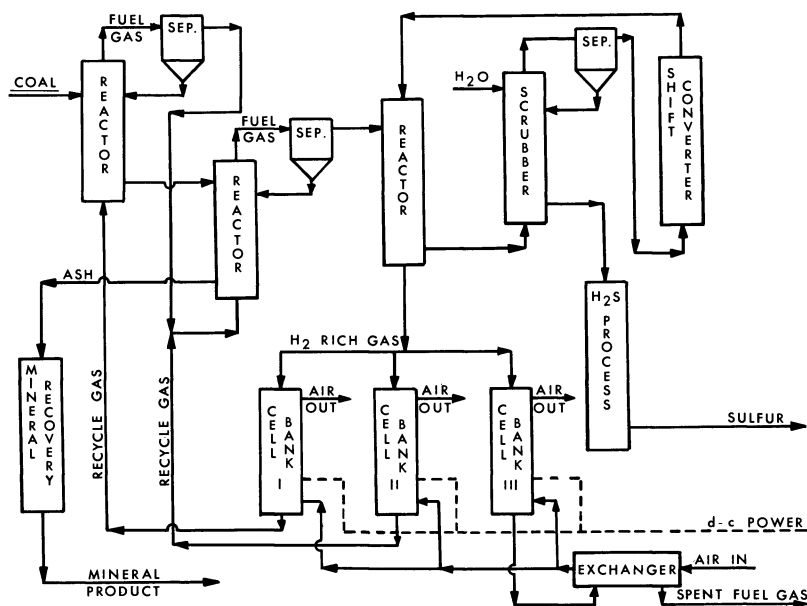 FUEL
GAS
SEP.
COAL
REACTOR
FUEL
GAS
SEP.
REACTOR
REACTOR
H2O
SCRUBBER
SEP.
SHIFT
CONVERTER
ASH
H2S
PROCESS
SULFUR
MINERAL
RECOVERY
RECYCLE GAS
RECYCLE GAS
H2 RICH GAS
CELL
BANK
I
AIR
OUT
CELL
BANK
II
AIR
OUT
CELL
BANK
III
AIR
OUT
d-c POWER
MINERAL
PRODUCT
EXCHANGER
AIR IN
SPENT FUEL GAS